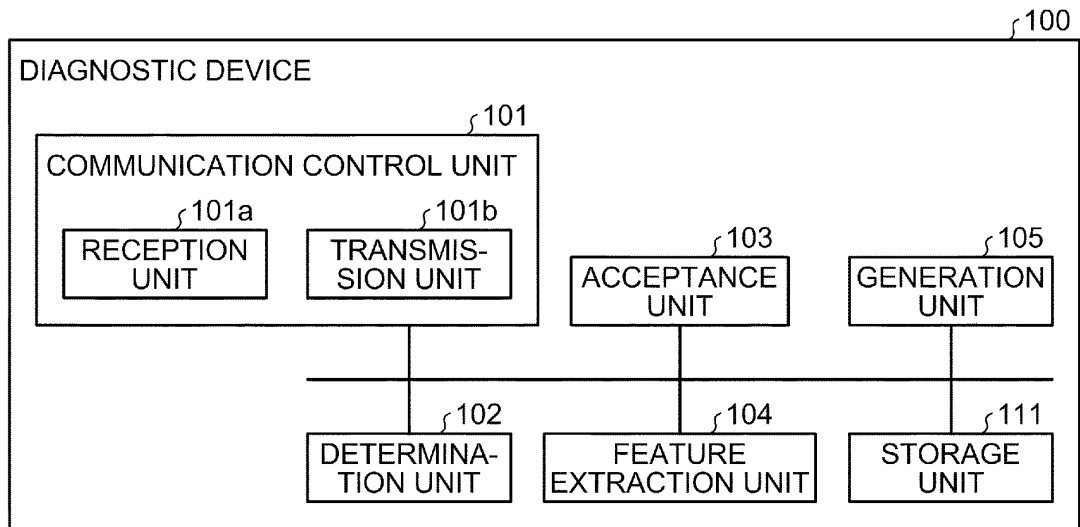 100
DIAGNOSTIC DEVICE
101
COMMUNICATION CONTROL UNIT
101a
RECEPTION
UNIT
101b
TRANSMIS-
SION UNIT
103
ACCEPTANCE
UNIT
105
GENERATION
UNIT
102
DETERMINA-
TION UNIT
104
FEATURE
EXTRACTION UNIT
111
STORAGE
UNIT